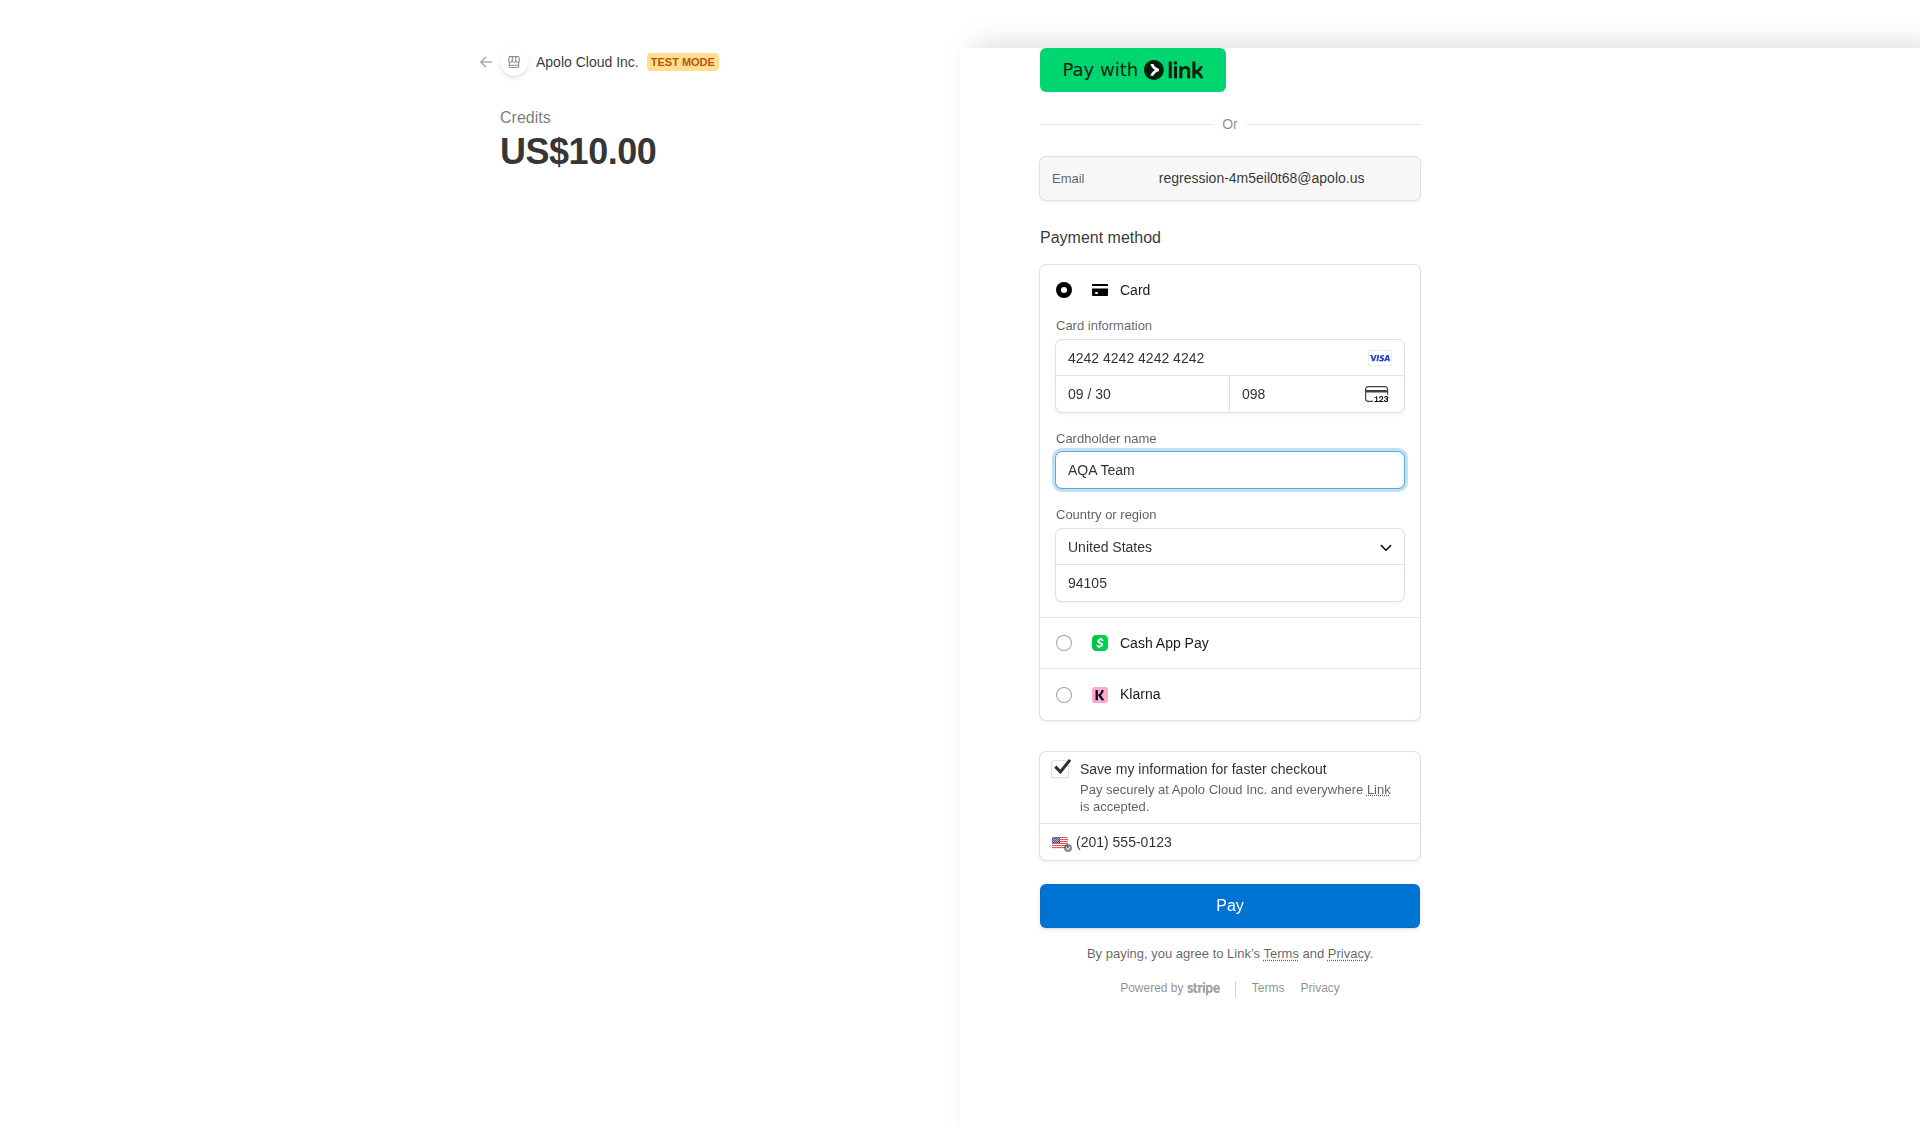 Apolo Cloud Inc. TEST MODE
Credits
US$10.00
Pay with link
Or
Email regression-4m5eil0t68@apolo.us
Payment method
Card
Card information
4242 4242 4242 4242 VISA
09 / 30 098 123
Cardholder name
AQA Team
Country or region
United States
94105
$ Cash App Pay
K Klarna
Save my information for faster checkout
Pay securely at Apolo Cloud Inc. and everywhere Link
is accepted.
(201) 555-0123
Pay
By paying, you agree to Link's Terms and Privacy.
Powered by stripe Terms Privacy